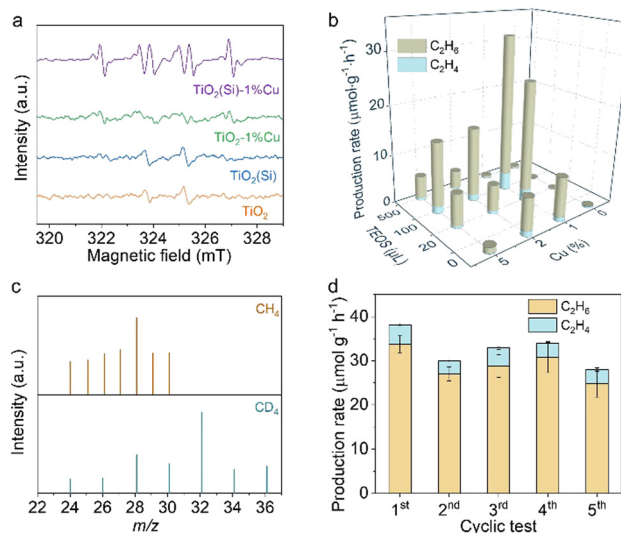 a
Intensity (a.u.)
TiO2(Si)-1%Cu
TiO2-1%Cu
TiO2(Si)
TiO2
320 322 324 326 328
Magnetic field (mT)
b
C2H6
C2H4
Production rate (μmol·g⁻¹·h⁻¹)
30
20
10
0
500
100
20
0
TEOS (μL)
5
2
1
0
Cu (%)
c
Intensity (a.u.)
CH4
CD4
22 24 26 28 30 32 34 36
m/z
d
C2H6
C2H4
Production rate (μmol g⁻¹ h⁻¹)
40
30
20
10
0
1st 2nd 3rd 4th 5th
Cyclic test